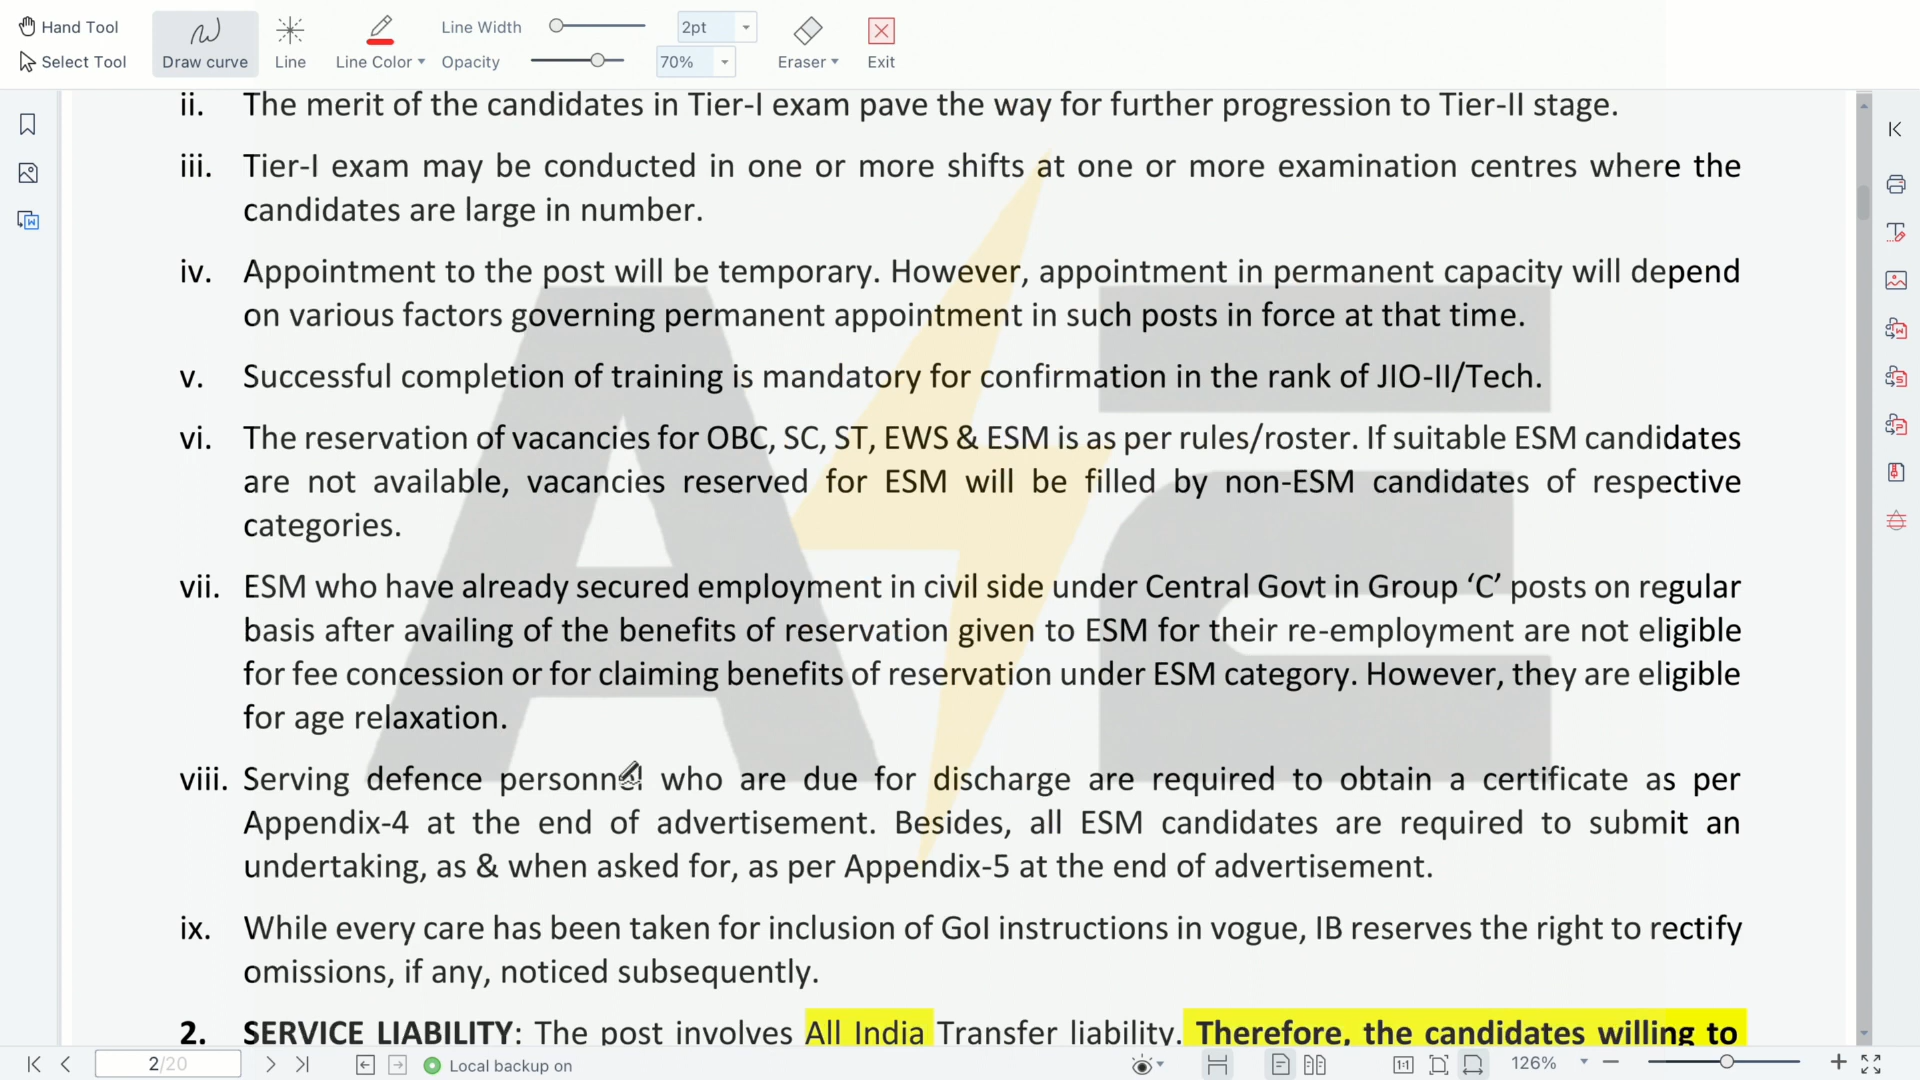 Hand Tool
Select Tool
Draw curve
Line
Line Color
Line Width
Opacity
2pt
70%
Eraser
Exit
ii. The merit of the candidates in Tier-I exam pave the way for further progression to Tier-II stage.
iii. Tier-I exam may be conducted in one or more shifts at one or more examination centres where the
candidates are large in number.
iv. Appointment to the post will be temporary. However, appointment in permanent capacity will depend
on various factors governing permanent appointment in such posts in force at that time.
v. Successful completion of training is mandatory for confirmation in the rank of JIO-II/Tech.
vi. The reservation of vacancies for OBC, SC, ST, EWS & ESM is as per rules/roster. If suitable ESM candidates
are not available, vacancies reserved for ESM will be filled by non-ESM candidates of respective
categories.
vii. ESM who have already secured employment in civil side under Central Govt in Group ‘C’ posts on regular
basis after availing of the benefits of reservation given to ESM for their re-employment are not eligible
for fee concession or for claiming benefits of reservation under ESM category. However, they are eligible
for age relaxation.
viii. Serving defence personnel who are due for discharge are required to obtain a certificate as per
Appendix-4 at the end of advertisement. Besides, all ESM candidates are required to submit an
undertaking, as & when asked for, as per Appendix-5 at the end of advertisement.
ix. While every care has been taken for inclusion of GoI instructions in vogue, IB reserves the right to rectify
omissions, if any, noticed subsequently.
2. SERVICE LIABILITY: The post involves All India Transfer liability. Therefore, the candidates willing to
2/20
Local backup on
1:1
126%